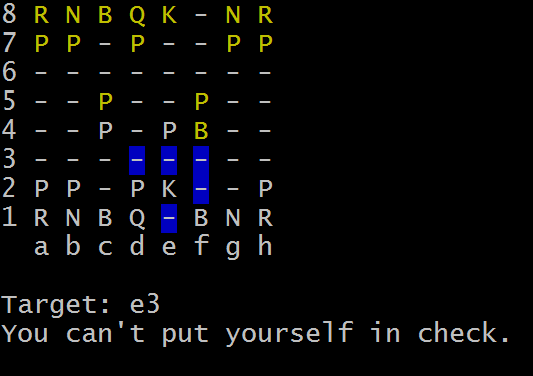 8 R N B Q K - N R
7 P P - P - - P P
6 - - - - - - - -
5 - - P - - P - -
4 - - P - P B - -
3 - - - - - - - -
2 P P - P K - - P
1 R N B Q - B N R
a b c d e f g h
Target: e3
You can't put yourself in check.